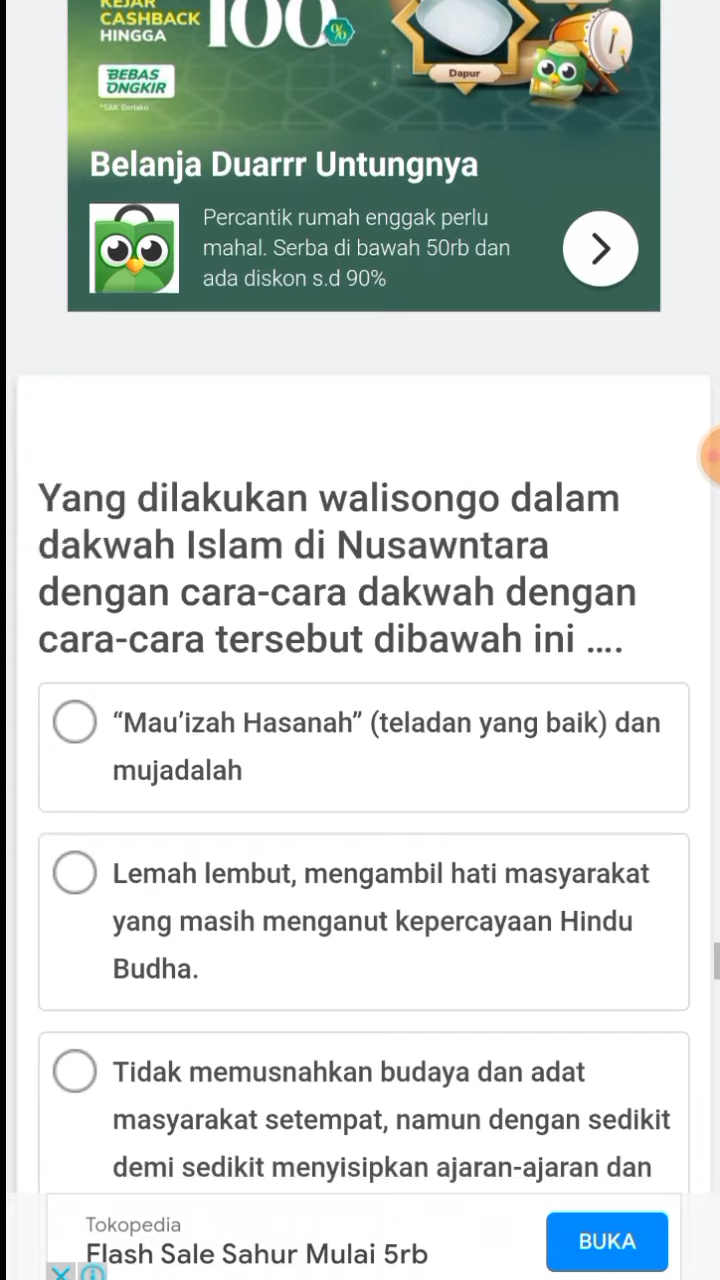 KEJAR
CASHBACK
HINGGA
100%
BEBAS
ONGKIR
*S&K Berlaku
Dapur
Belanja Duarrr Untungnya
Percantik rumah enggak perlu
mahal. Serba di bawah 50rb dan
ada diskon s.d 90%
Yang dilakukan walisongo dalam
dakwah Islam di Nusawntara
dengan cara-cara dakwah dengan
cara-cara tersebut dibawah ini ....
“Mau’izah Hasanah” (teladan yang baik) dan
mujadalah
Lemah lembut, mengambil hati masyarakat
yang masih menganut kepercayaan Hindu
Budha.
Tidak memusnahkan budaya dan adat
masyarakat setempat, namun dengan sedikit
demi sedikit menyisipkan ajaran-ajaran dan
Tokopedia
Flash Sale Sahur Mulai 5rb
BUKA